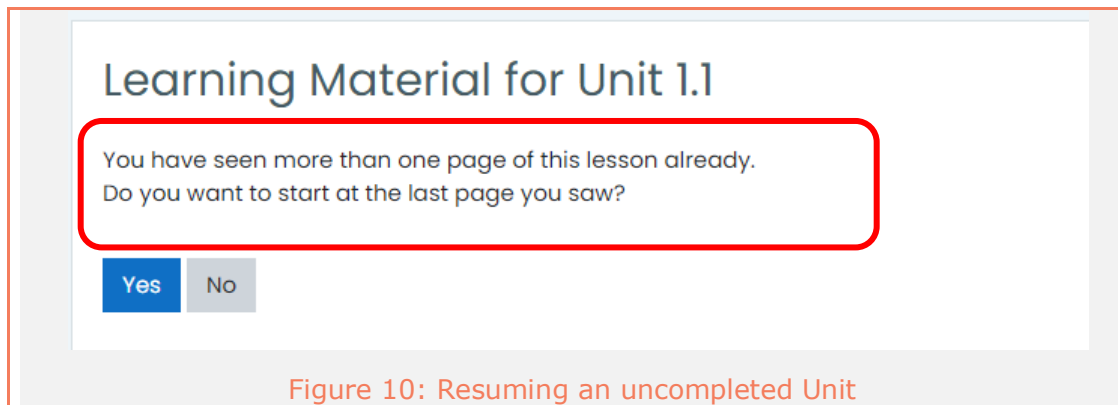 Learning Material for Unit 1.1
You have seen more than one page of this lesson already.
Do you want to start at the last page you saw?
Yes No
Figure 10: Resuming an uncompleted Unit